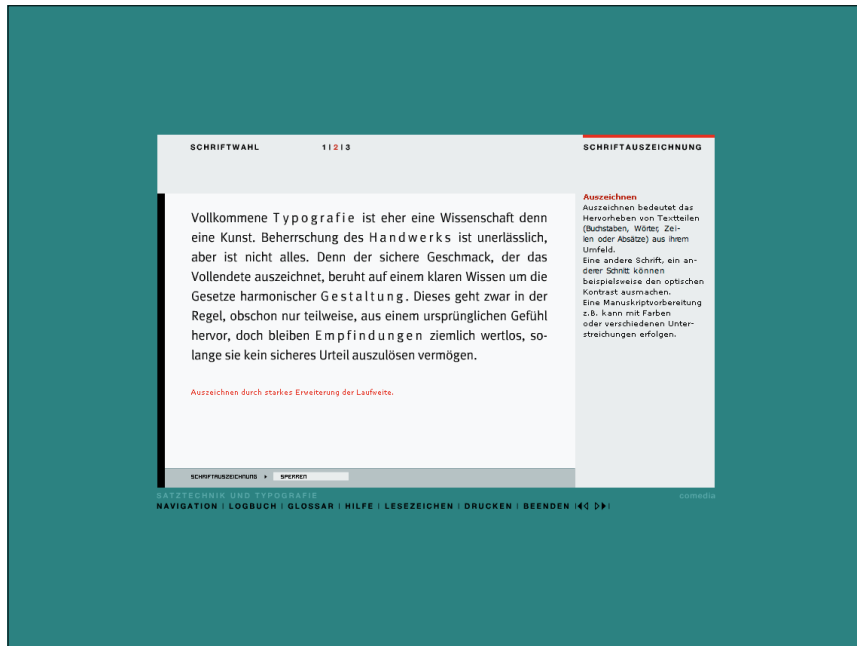 SCHRIFTWAHL
1 | 2 | 3
SCHRIFTAUSZEICHNUNG
Vollkommene Typografie ist eher eine Wissenschaft denn
eine Kunst. Beherrschung des Handwerks ist unerlässlich,
aber ist nicht alles. Denn der sichere Geschmack, der das
Vollendete auszeichnet, beruht auf einem klaren Wissen um die
Gesetze harmonischer Gestaltung. Dieses geht zwar in der
Regel, obschon nur teilweise, aus einem ursprünglichen Gefühl
hervor, doch bleiben Empfindungen ziemlich wertlos, so-
lange sie kein sicheres Urteil auszulösen vermögen.
Auszeichnen durch starkes Erweiterung der Laufweite.
Auszeichnen
Auszeichnen bedeutet das
Hervorheben von Textteilen
(Buchstaben, Wörter, Zei-
len oder Absätze) aus ihrem
Umfeld.
Eine andere Schrift, ein an-
derer Schnitt können
beispielsweise den optischen
Kontrast ausmachen.
Eine Manuskriptvorbereitung
z.B. kann mit Farben
oder verschiedenen Unter-
streichungen erfolgen.
SCHRIFTAUSZEICHNUNG
SPERREN
SATZTECHNIK UND TYPOGRAFIE
comedia
NAVIGATION | LOGBUCH | GLOSSAR | HILFE | LESEZEICHEN | DRUCKEN | BEENDEN